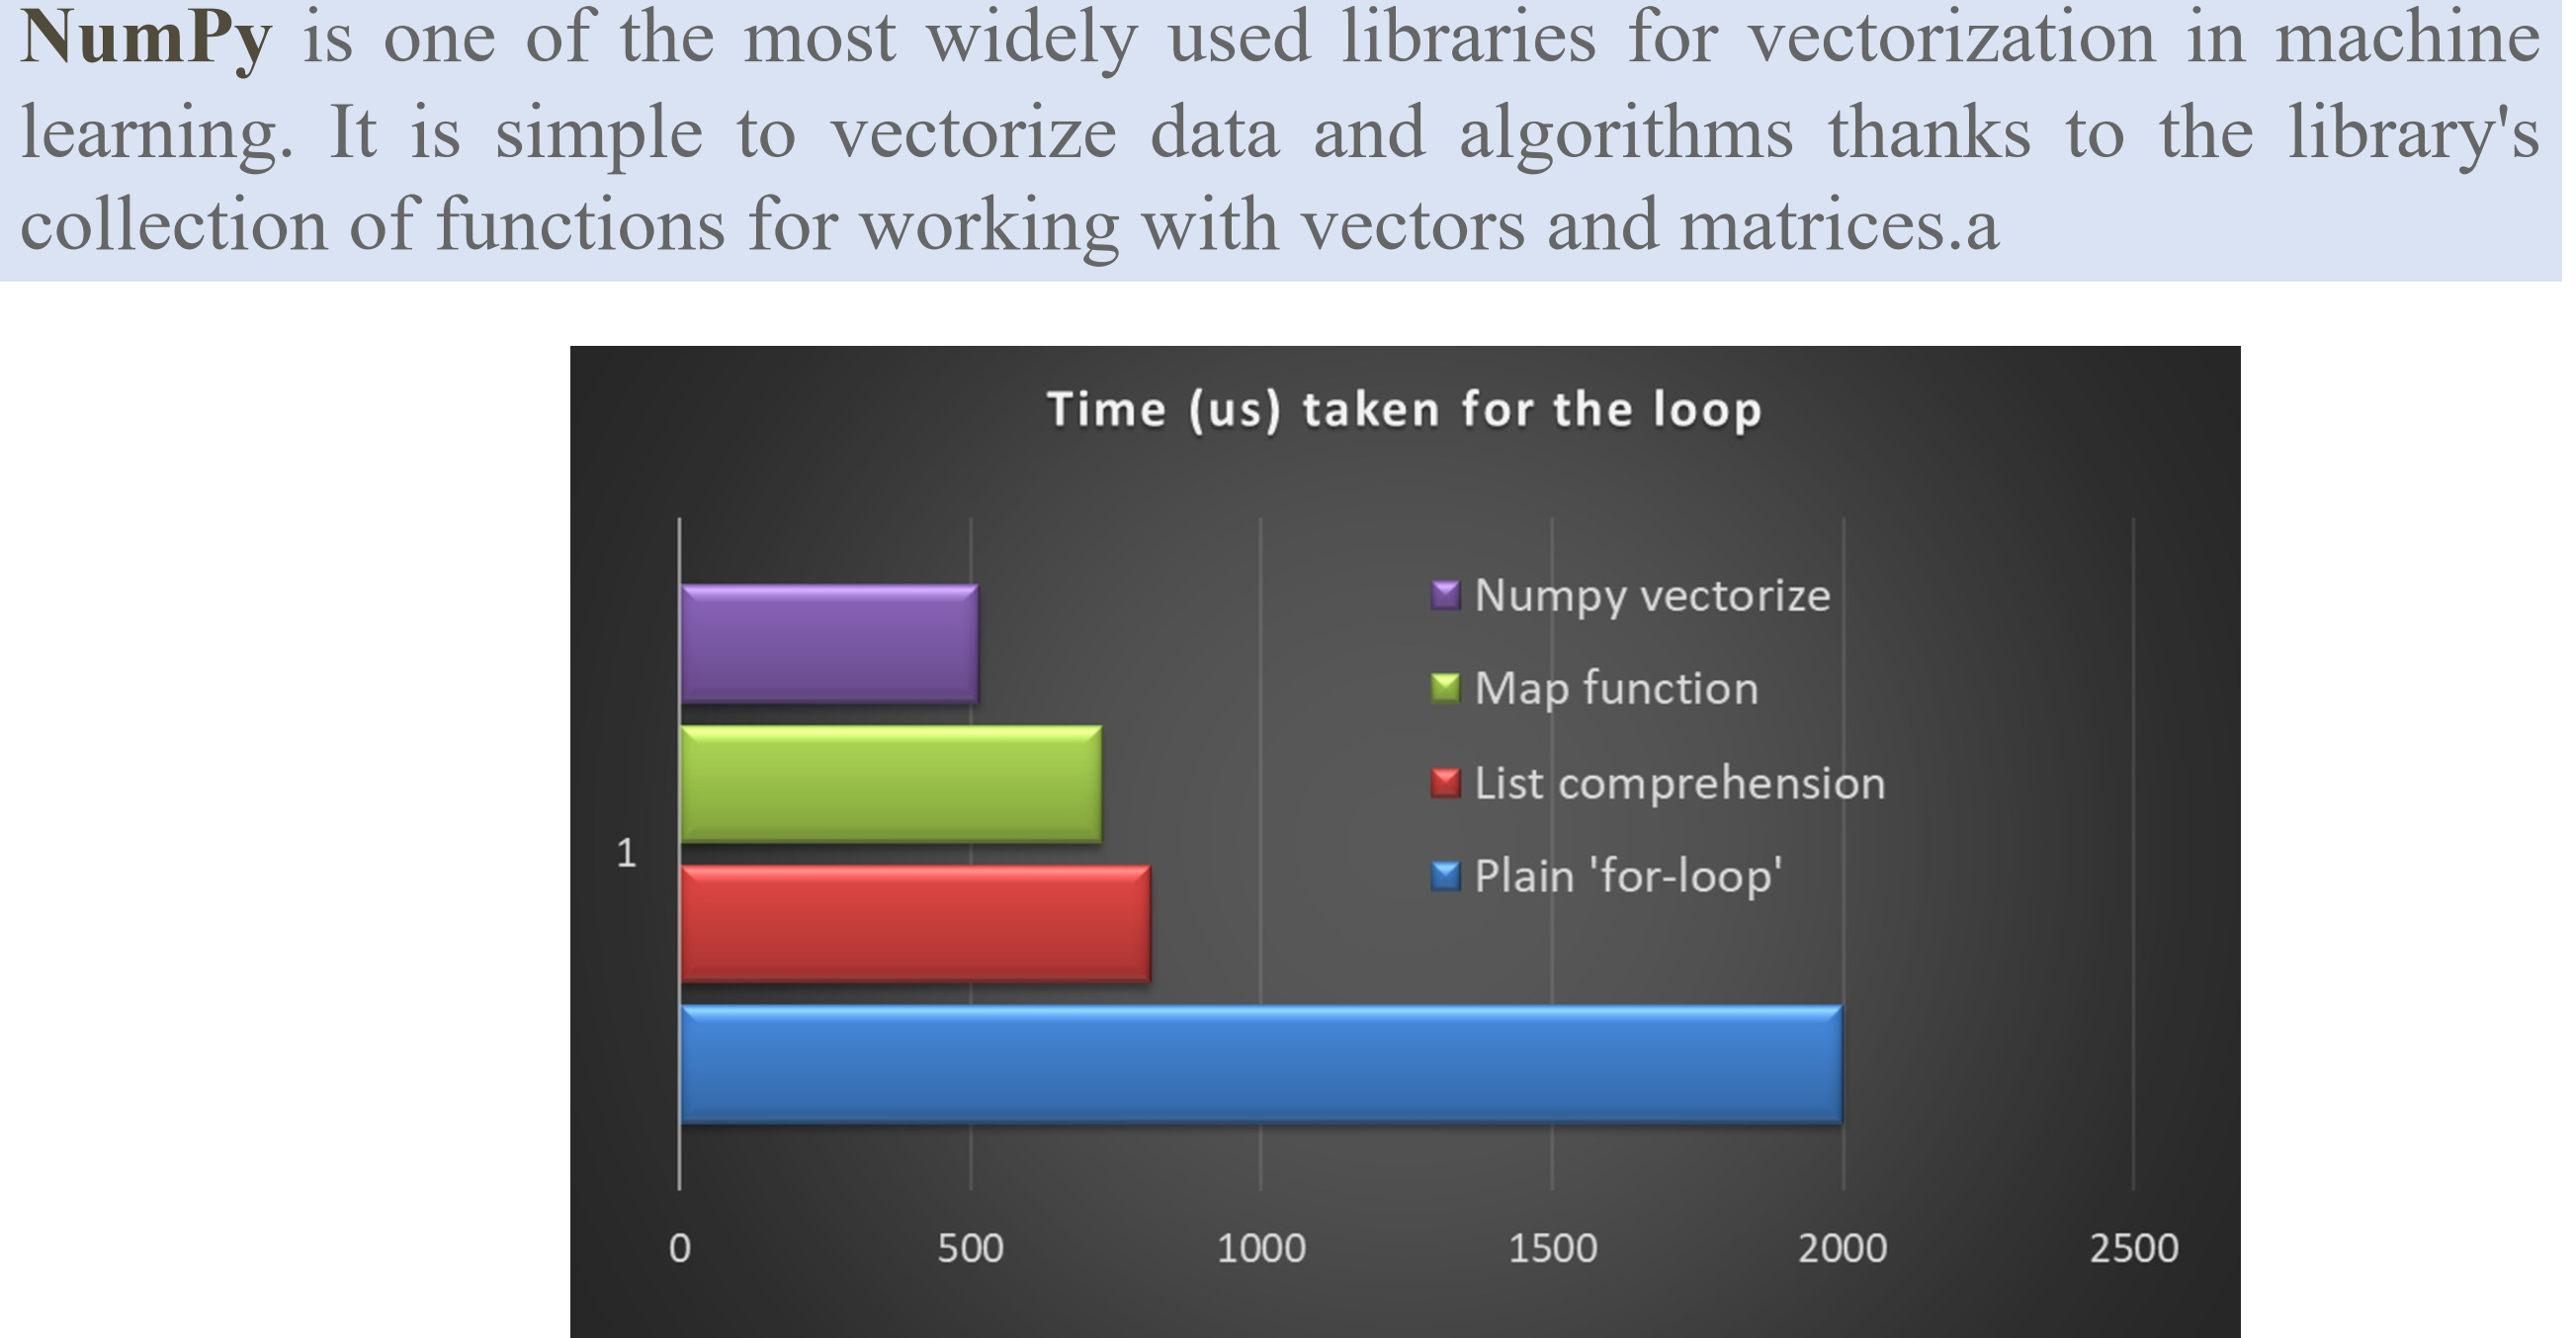 NumPy is one of the most widely used libraries for vectorization in machine
learning. It is simple to vectorize data and algorithms thanks to the library's
collection of functions for working with vectors and matrices.a
Time (us) taken for the loop
Numpy vectorize
Map function
List comprehension
Plain 'for-loop'
1
0 500 1000 1500 2000 2500